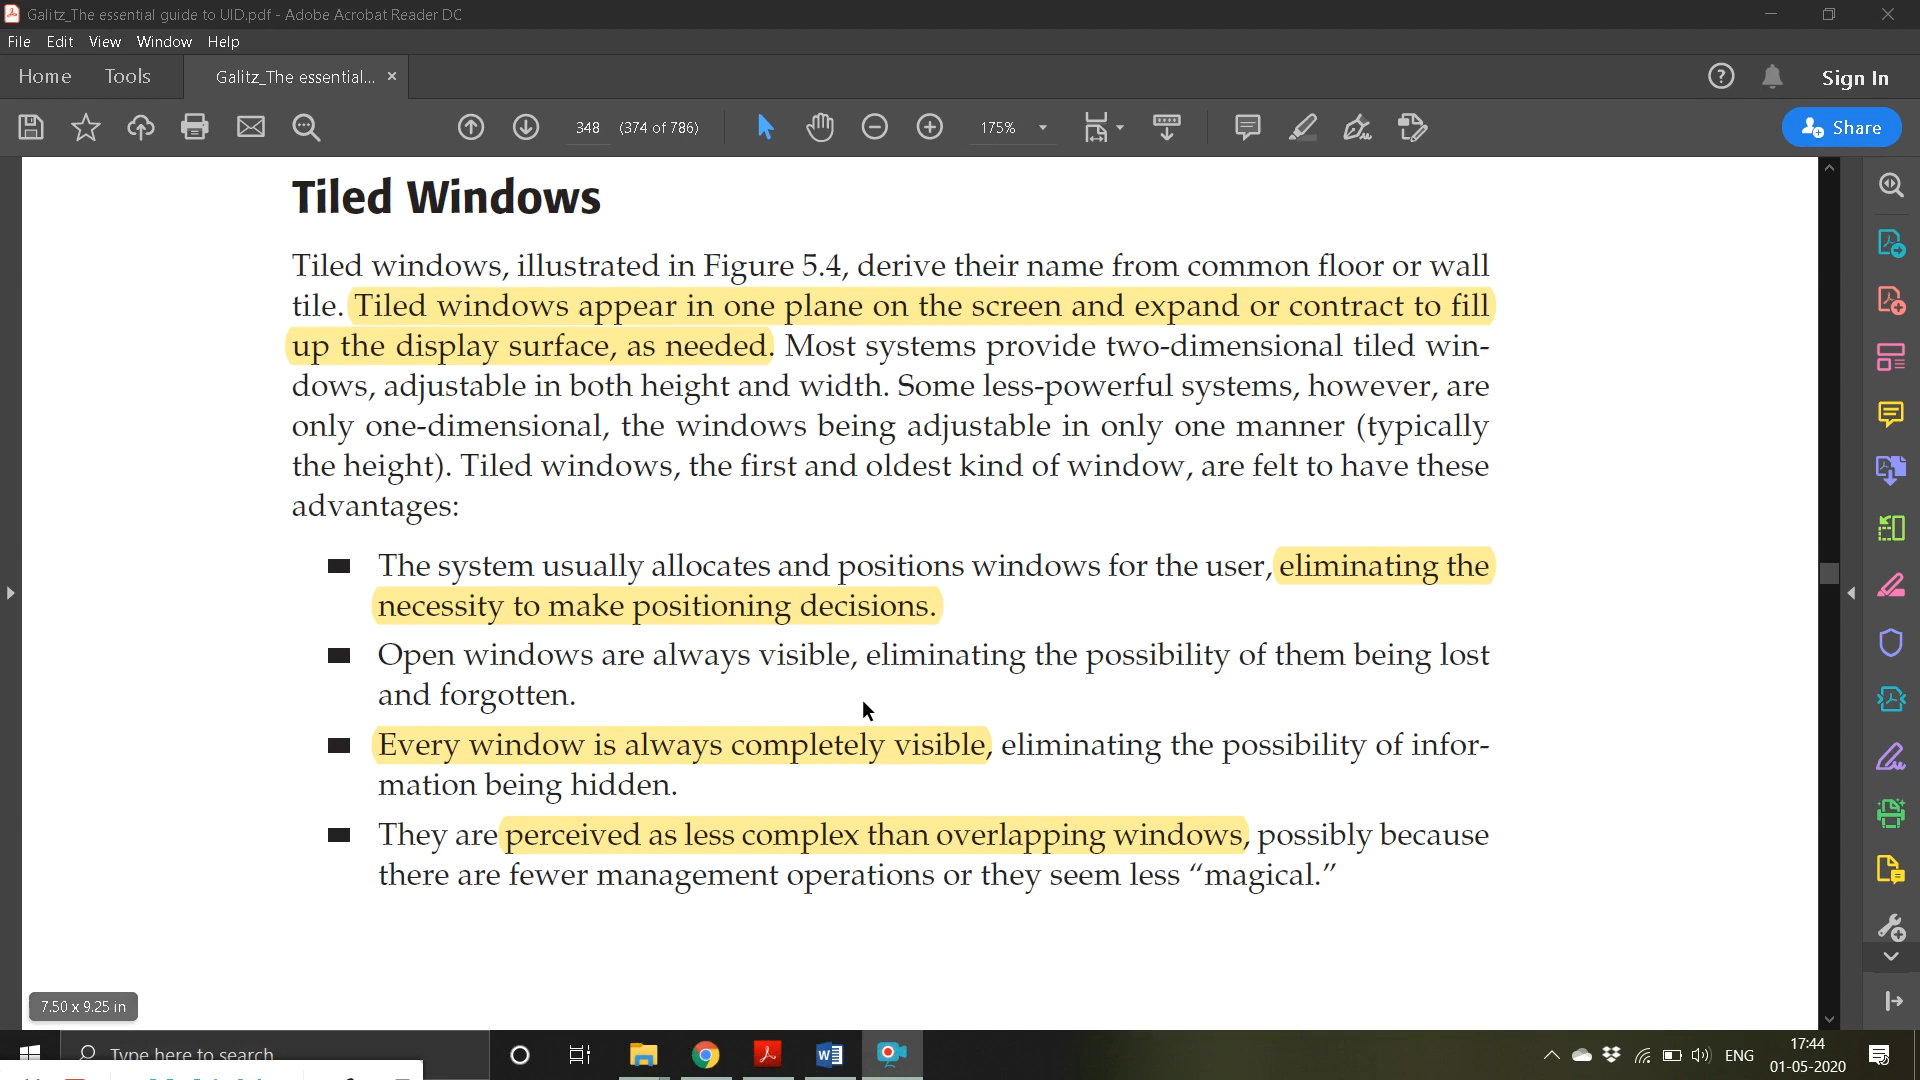 Galitz_The essential guide to UID.pdf - Adobe Acrobat Reader DC
File Edit View Window Help
Home Tools Galitz_The essential... × Sign In
348 (374 of 786) 175% Share
Tiled Windows
Tiled windows, illustrated in Figure 5.4, derive their name from common floor or wall
tile. Tiled windows appear in one plane on the screen and expand or contract to fill
up the display surface, as needed. Most systems provide two-dimensional tiled win-
dows, adjustable in both height and width. Some less-powerful systems, however, are
only one-dimensional, the windows being adjustable in only one manner (typically
the height). Tiled windows, the first and oldest kind of window, are felt to have these
advantages:
The system usually allocates and positions windows for the user, eliminating the
necessity to make positioning decisions.
Open windows are always visible, eliminating the possibility of them being lost
and forgotten.
Every window is always completely visible, eliminating the possibility of infor-
mation being hidden.
They are perceived as less complex than overlapping windows, possibly because
there are fewer management operations or they seem less “magical.”
7.50 x 9.25 in
Type here to search
ENG
17:44
01-05-2020